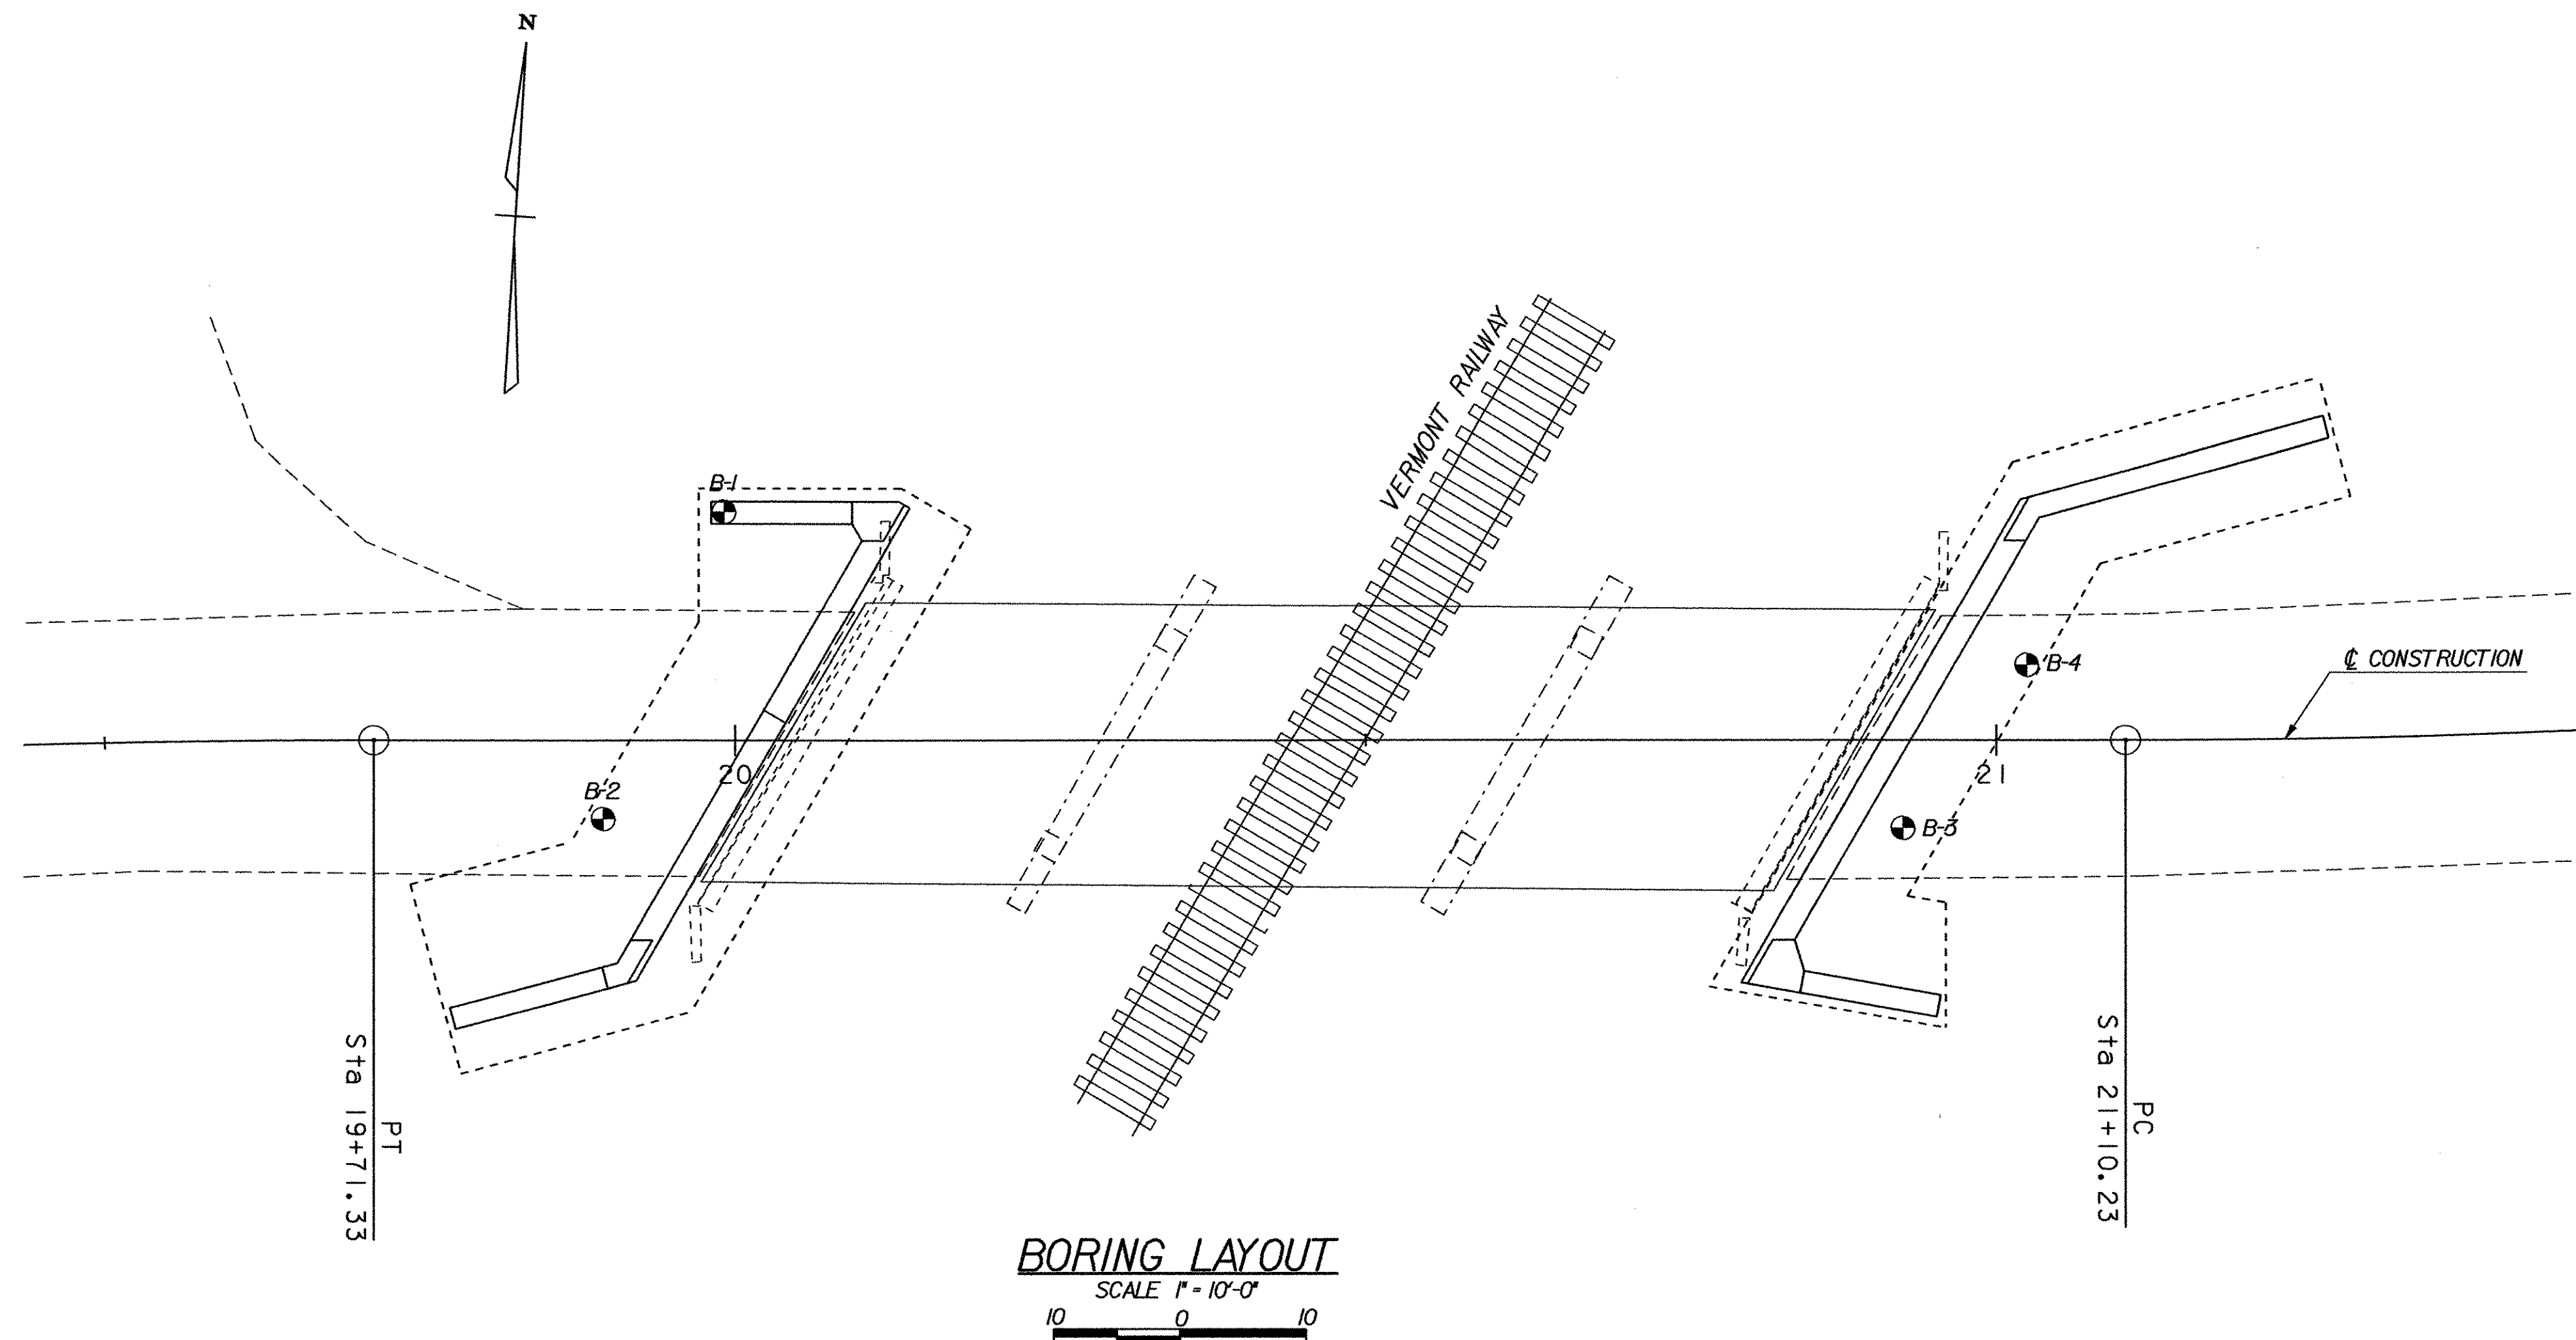 N
VERMONT RAILWAY
B-1
℄ CONSTRUCTION
B-4
20
21
B-2
B-3
PT
Sta 19+71.33
PC
Sta 21+10.23
BORING LAYOUT
SCALE 1" = 10'-0"
10 0 10